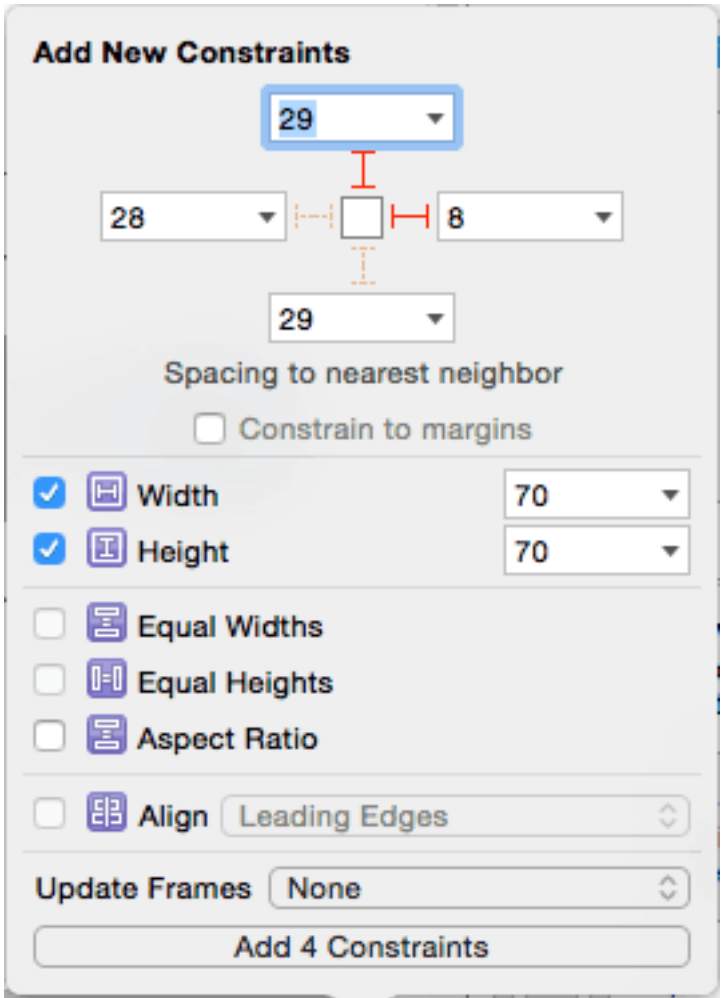 Add New Constraints
29
28 8
29
Spacing to nearest neighbor
Constrain to margins
Width 70
Height 70
Equal Widths
Equal Heights
Aspect Ratio
Align Leading Edges
Update Frames None
Add 4 Constraints